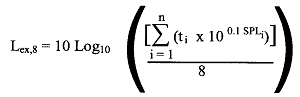 L_ex,8 = 10 Log_10 ( [ n ∑ i = 1 (t_i x 10^0.1 SPL_i) ] / 8 )